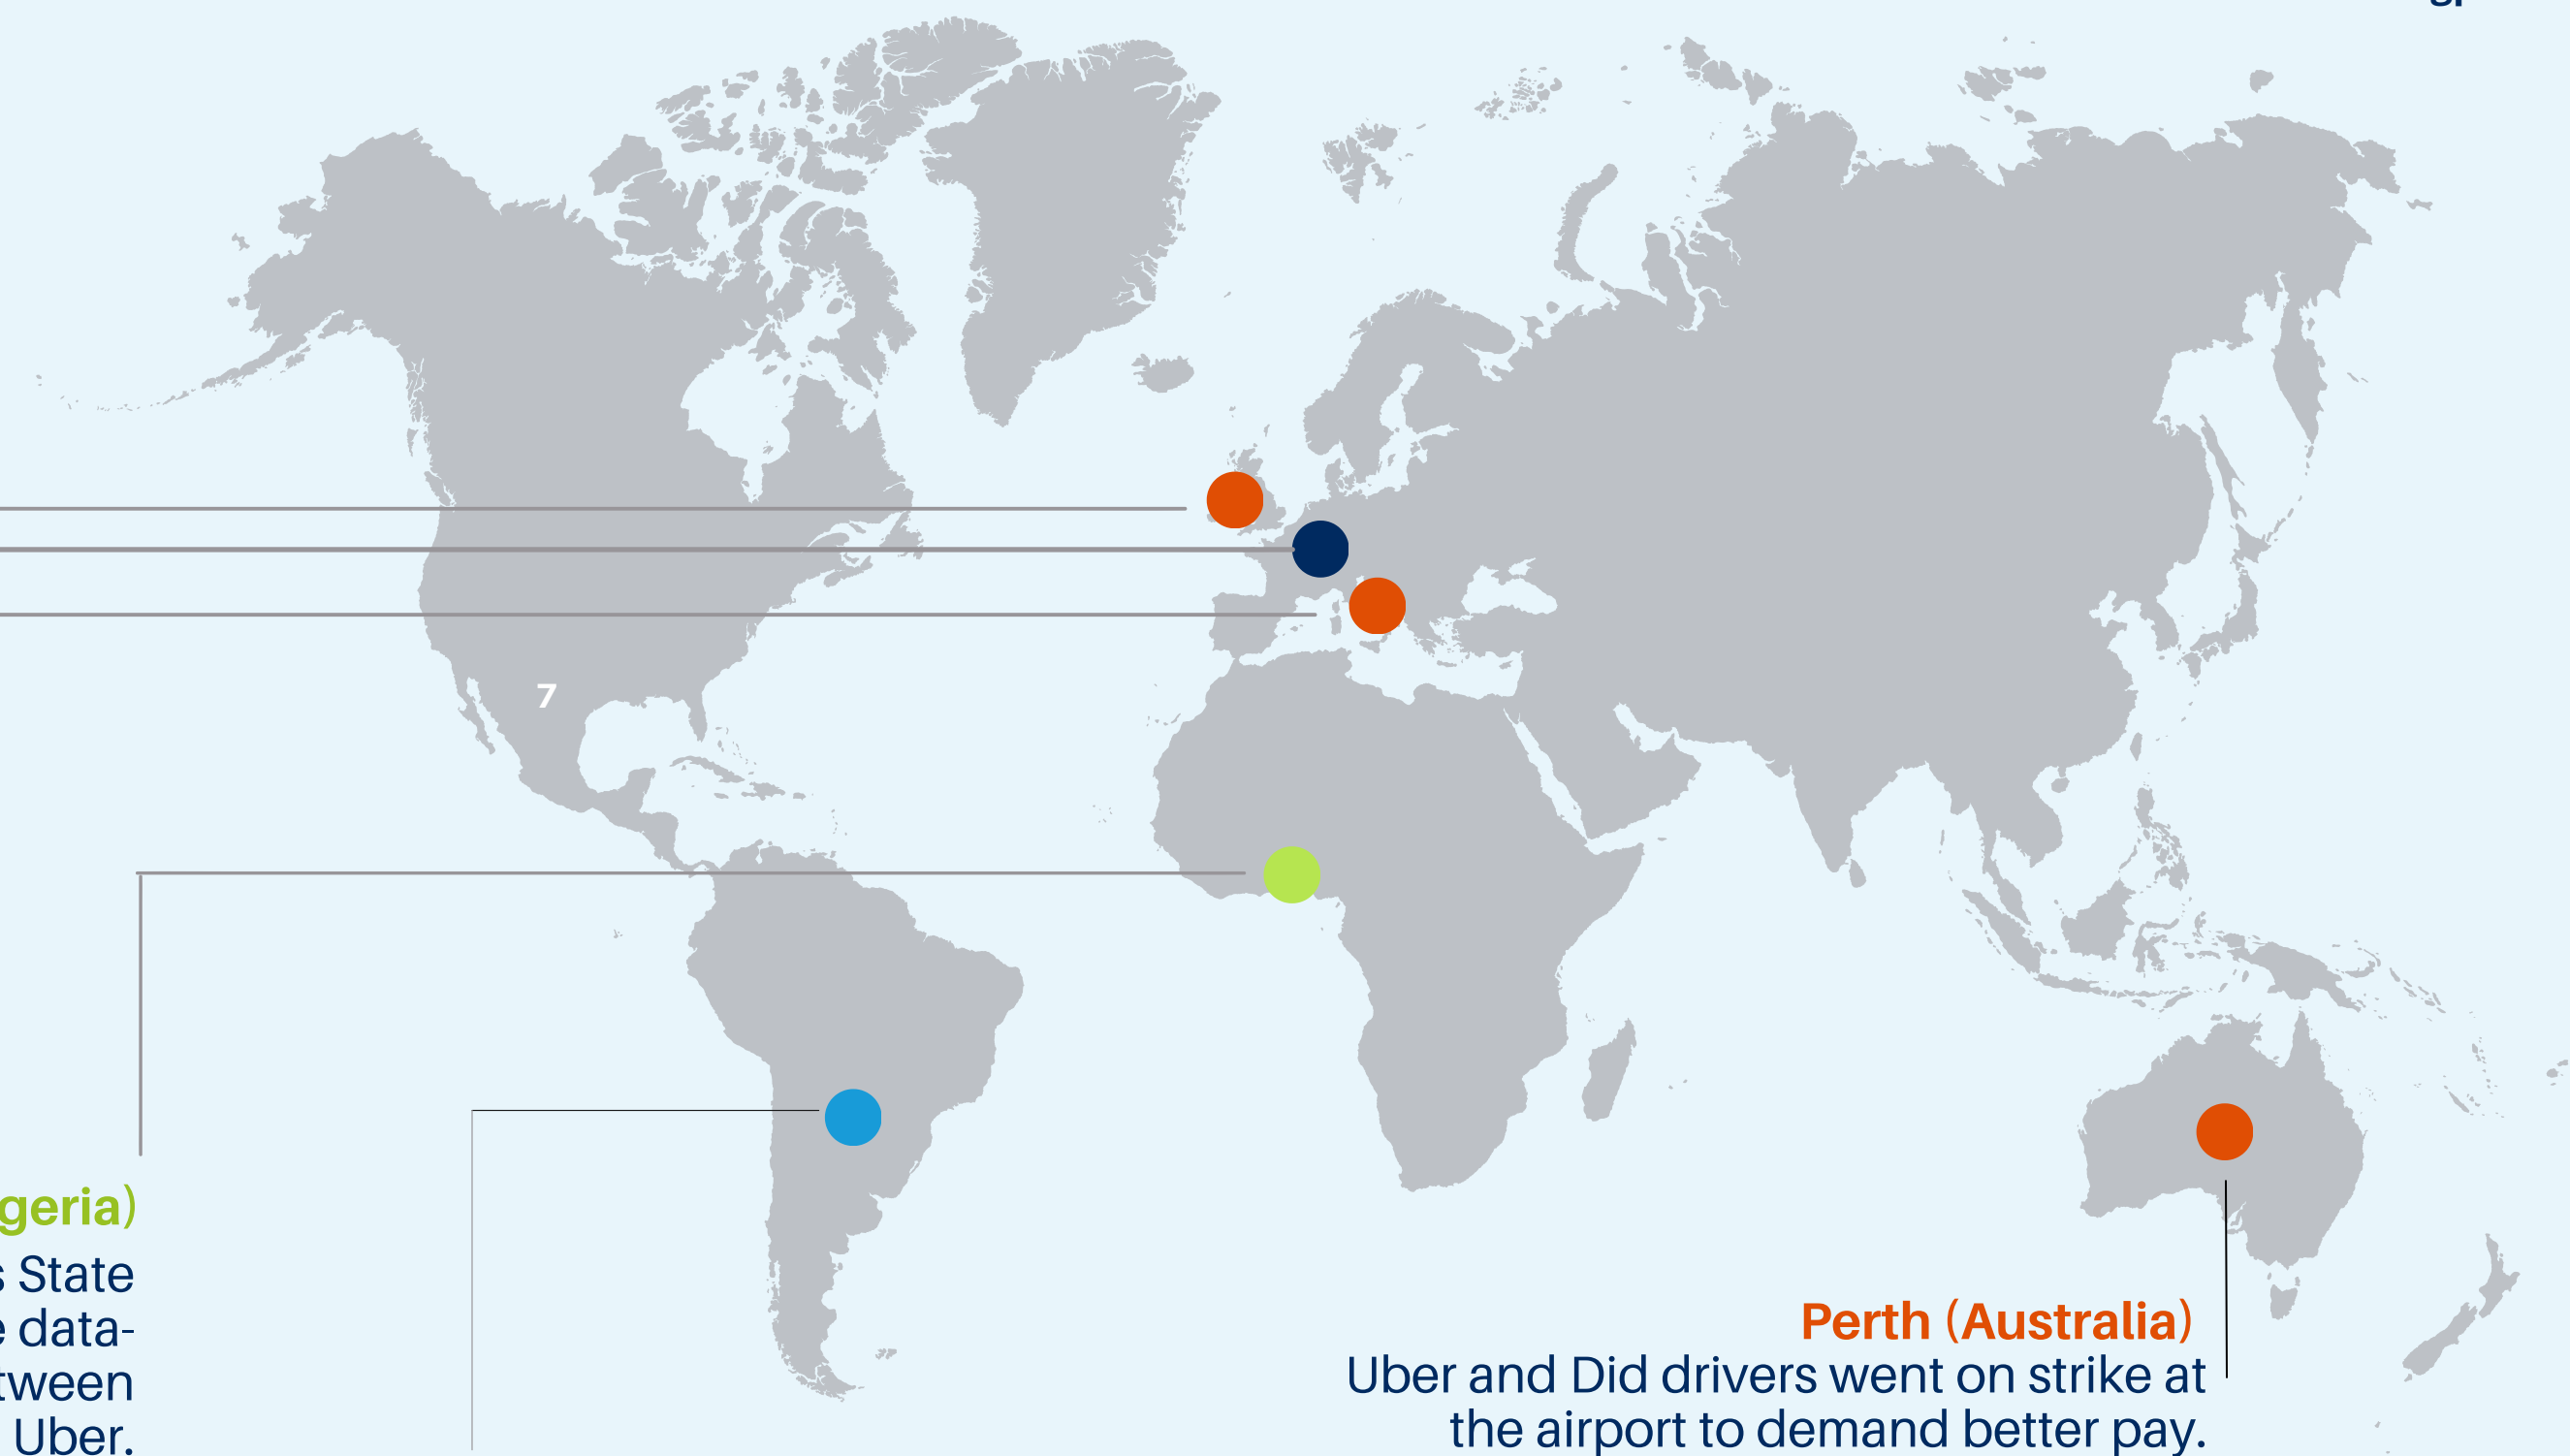 7
geria)
State
data-
tween
Uber.
Perth (Australia)
Uber and Did drivers went on strike at
the airport to demand better pay.